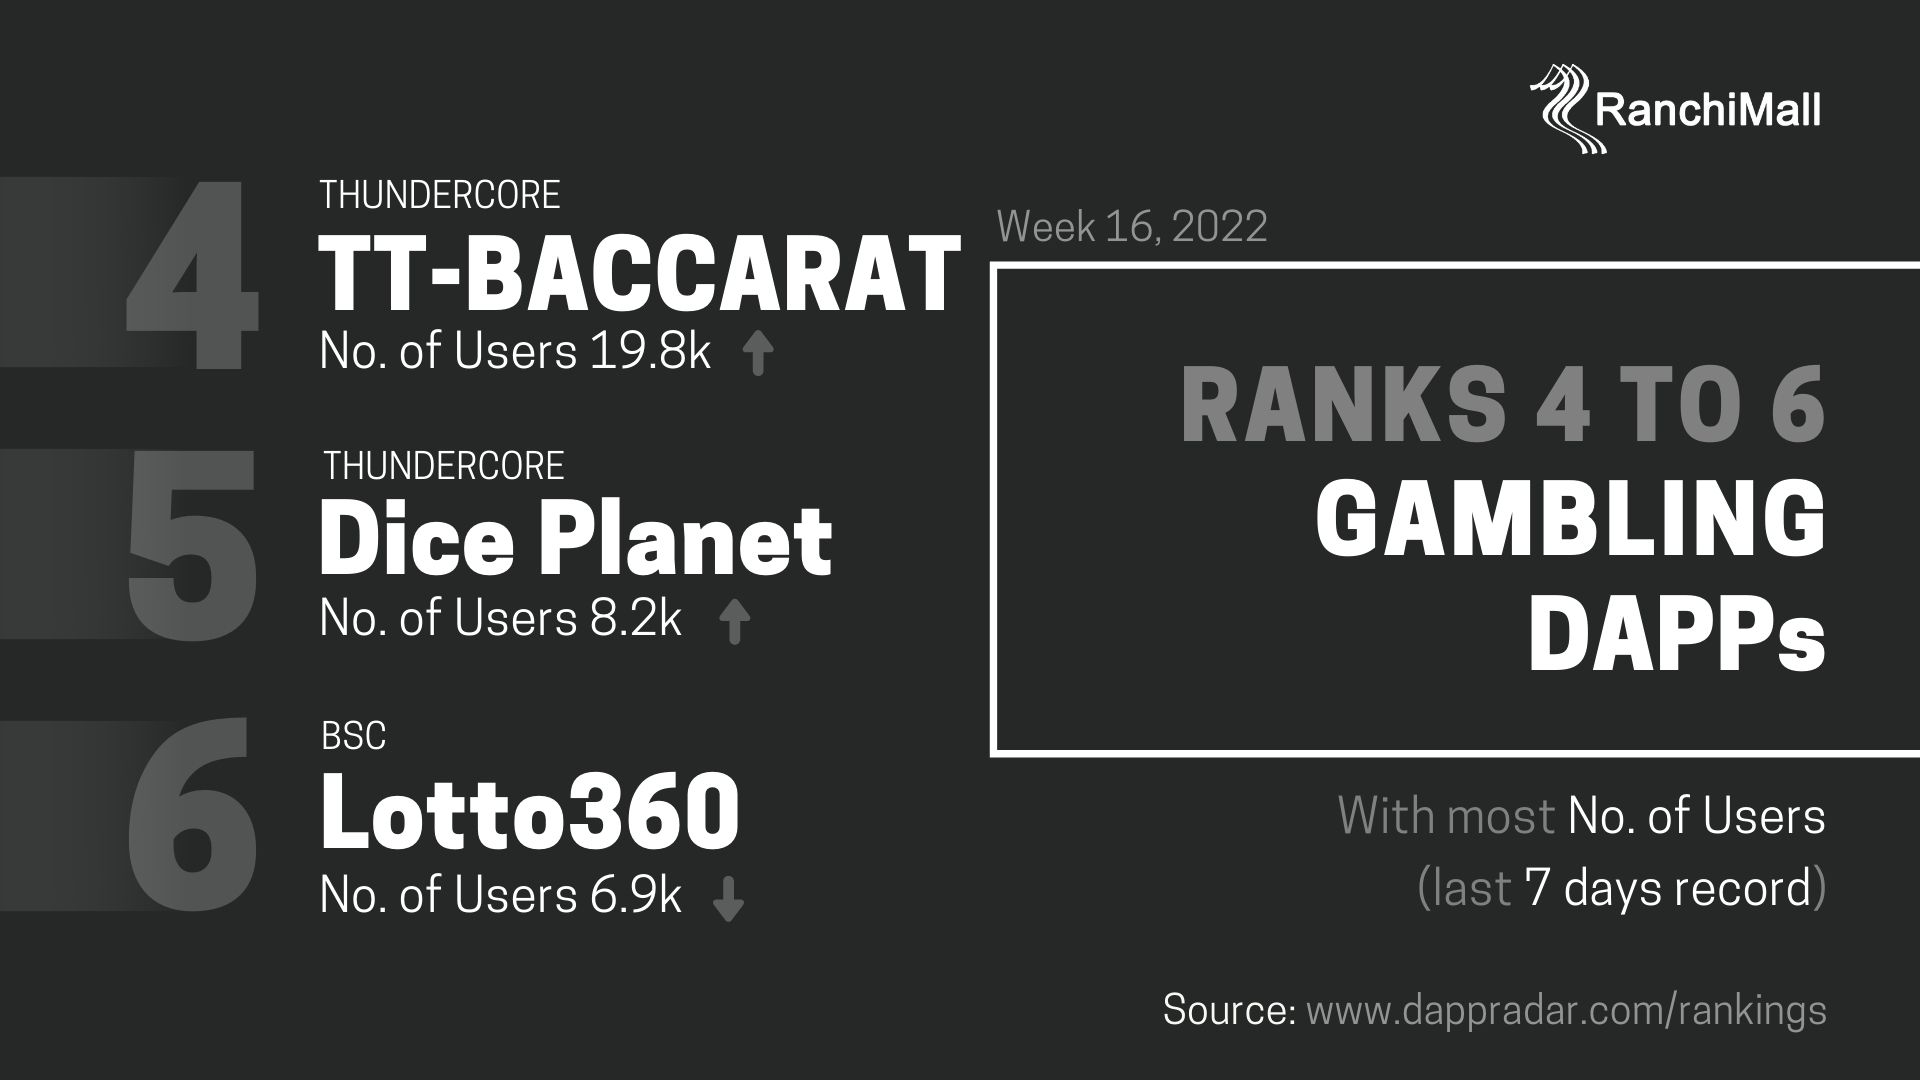 RanchiMall
4
THUNDERCORE
TT-BACCARAT
No. of Users 19.8k
5
THUNDERCORE
Dice Planet
No. of Users 8.2k
6
BSC
Lotto360
No. of Users 6.9k
Week 16, 2022
RANKS 4 TO 6
GAMBLING
DAPPs
With most No. of Users
(last 7 days record)
Source: www.dappradar.com/rankings